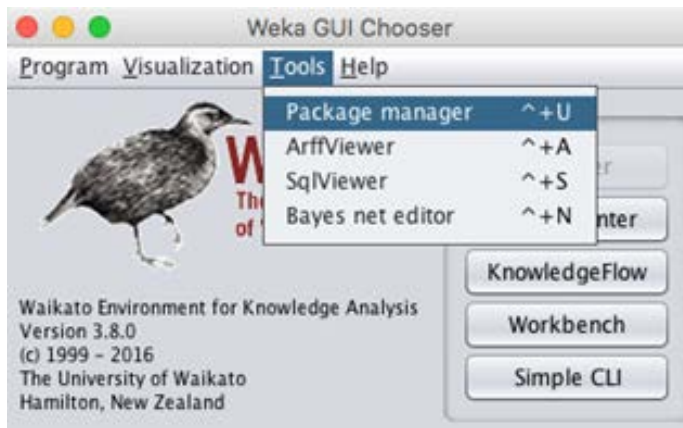 Weka GUI Chooser
Program Visualization Tools Help
Package manager ^+U
ArffViewer ^+A
SqlViewer ^+S
Bayes net editor ^+N
KnowledgeFlow
Workbench
Simple CLI
Waikato Environment for Knowledge Analysis
Version 3.8.0
(c) 1999 - 2016
The University of Waikato
Hamilton, New Zealand